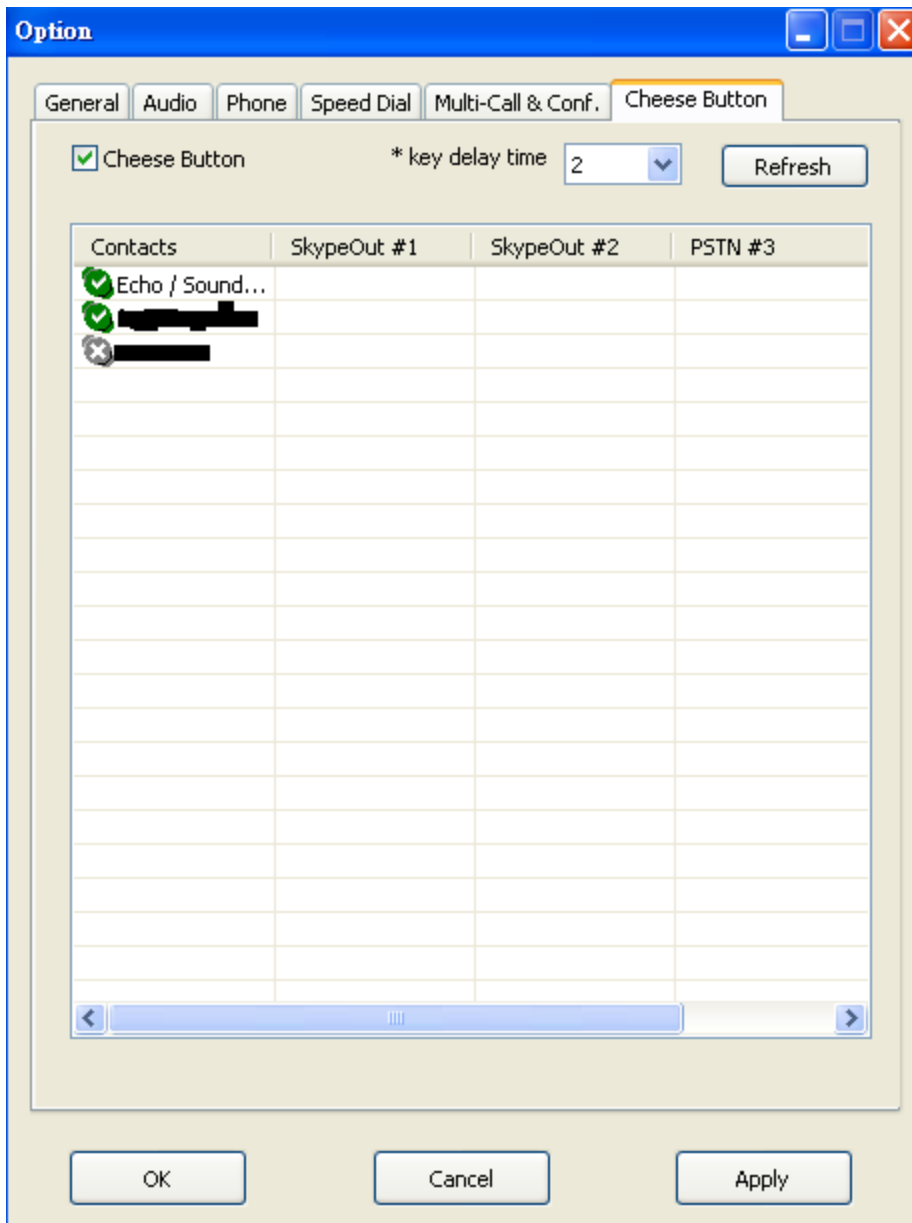 Option
General Audio Phone Speed Dial Multi-Call & Conf. Cheese Button
Cheese Button * key delay time 2 Refresh
Contacts SkypeOut #1 SkypeOut #2 PSTN #3
Echo / Sound...
OK Cancel Apply